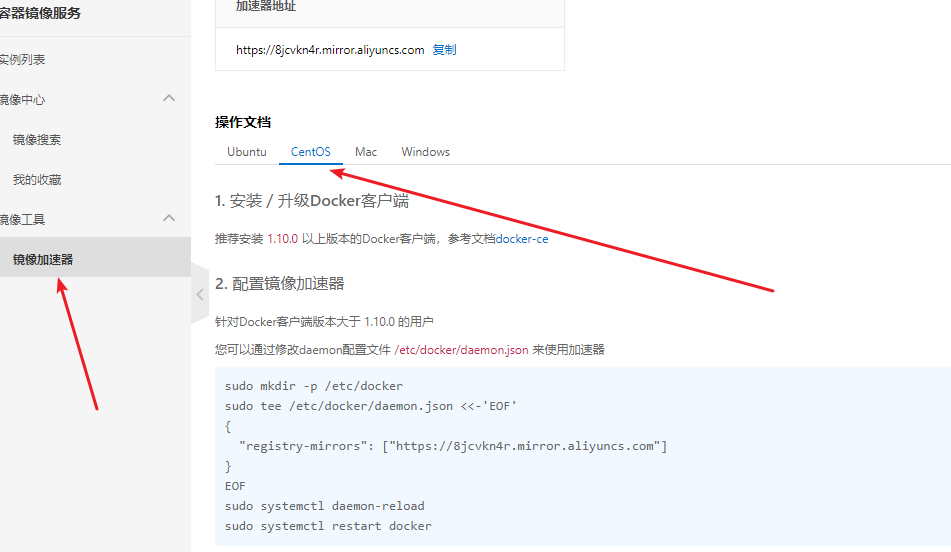 容器镜像服务
加速器地址
https://8jcvkn4r.mirror.aliyuncs.com 复制
实例列表
镜像中心
镜像搜索
我的收藏
镜像工具
镜像加速器
操作文档
Ubuntu CentOS Mac Windows
1. 安装 / 升级Docker客户端
推荐安装 1.10.0 以上版本的Docker客户端，参考文档docker-ce
2. 配置镜像加速器
针对Docker客户端版本大于 1.10.0 的用户
您可以通过修改daemon配置文件 /etc/docker/daemon.json 来使用加速器
sudo mkdir -p /etc/docker
sudo tee /etc/docker/daemon.json <<-'EOF'
{
  "registry-mirrors": ["https://8jcvkn4r.mirror.aliyuncs.com"]
}
EOF
sudo systemctl daemon-reload
sudo systemctl restart docker